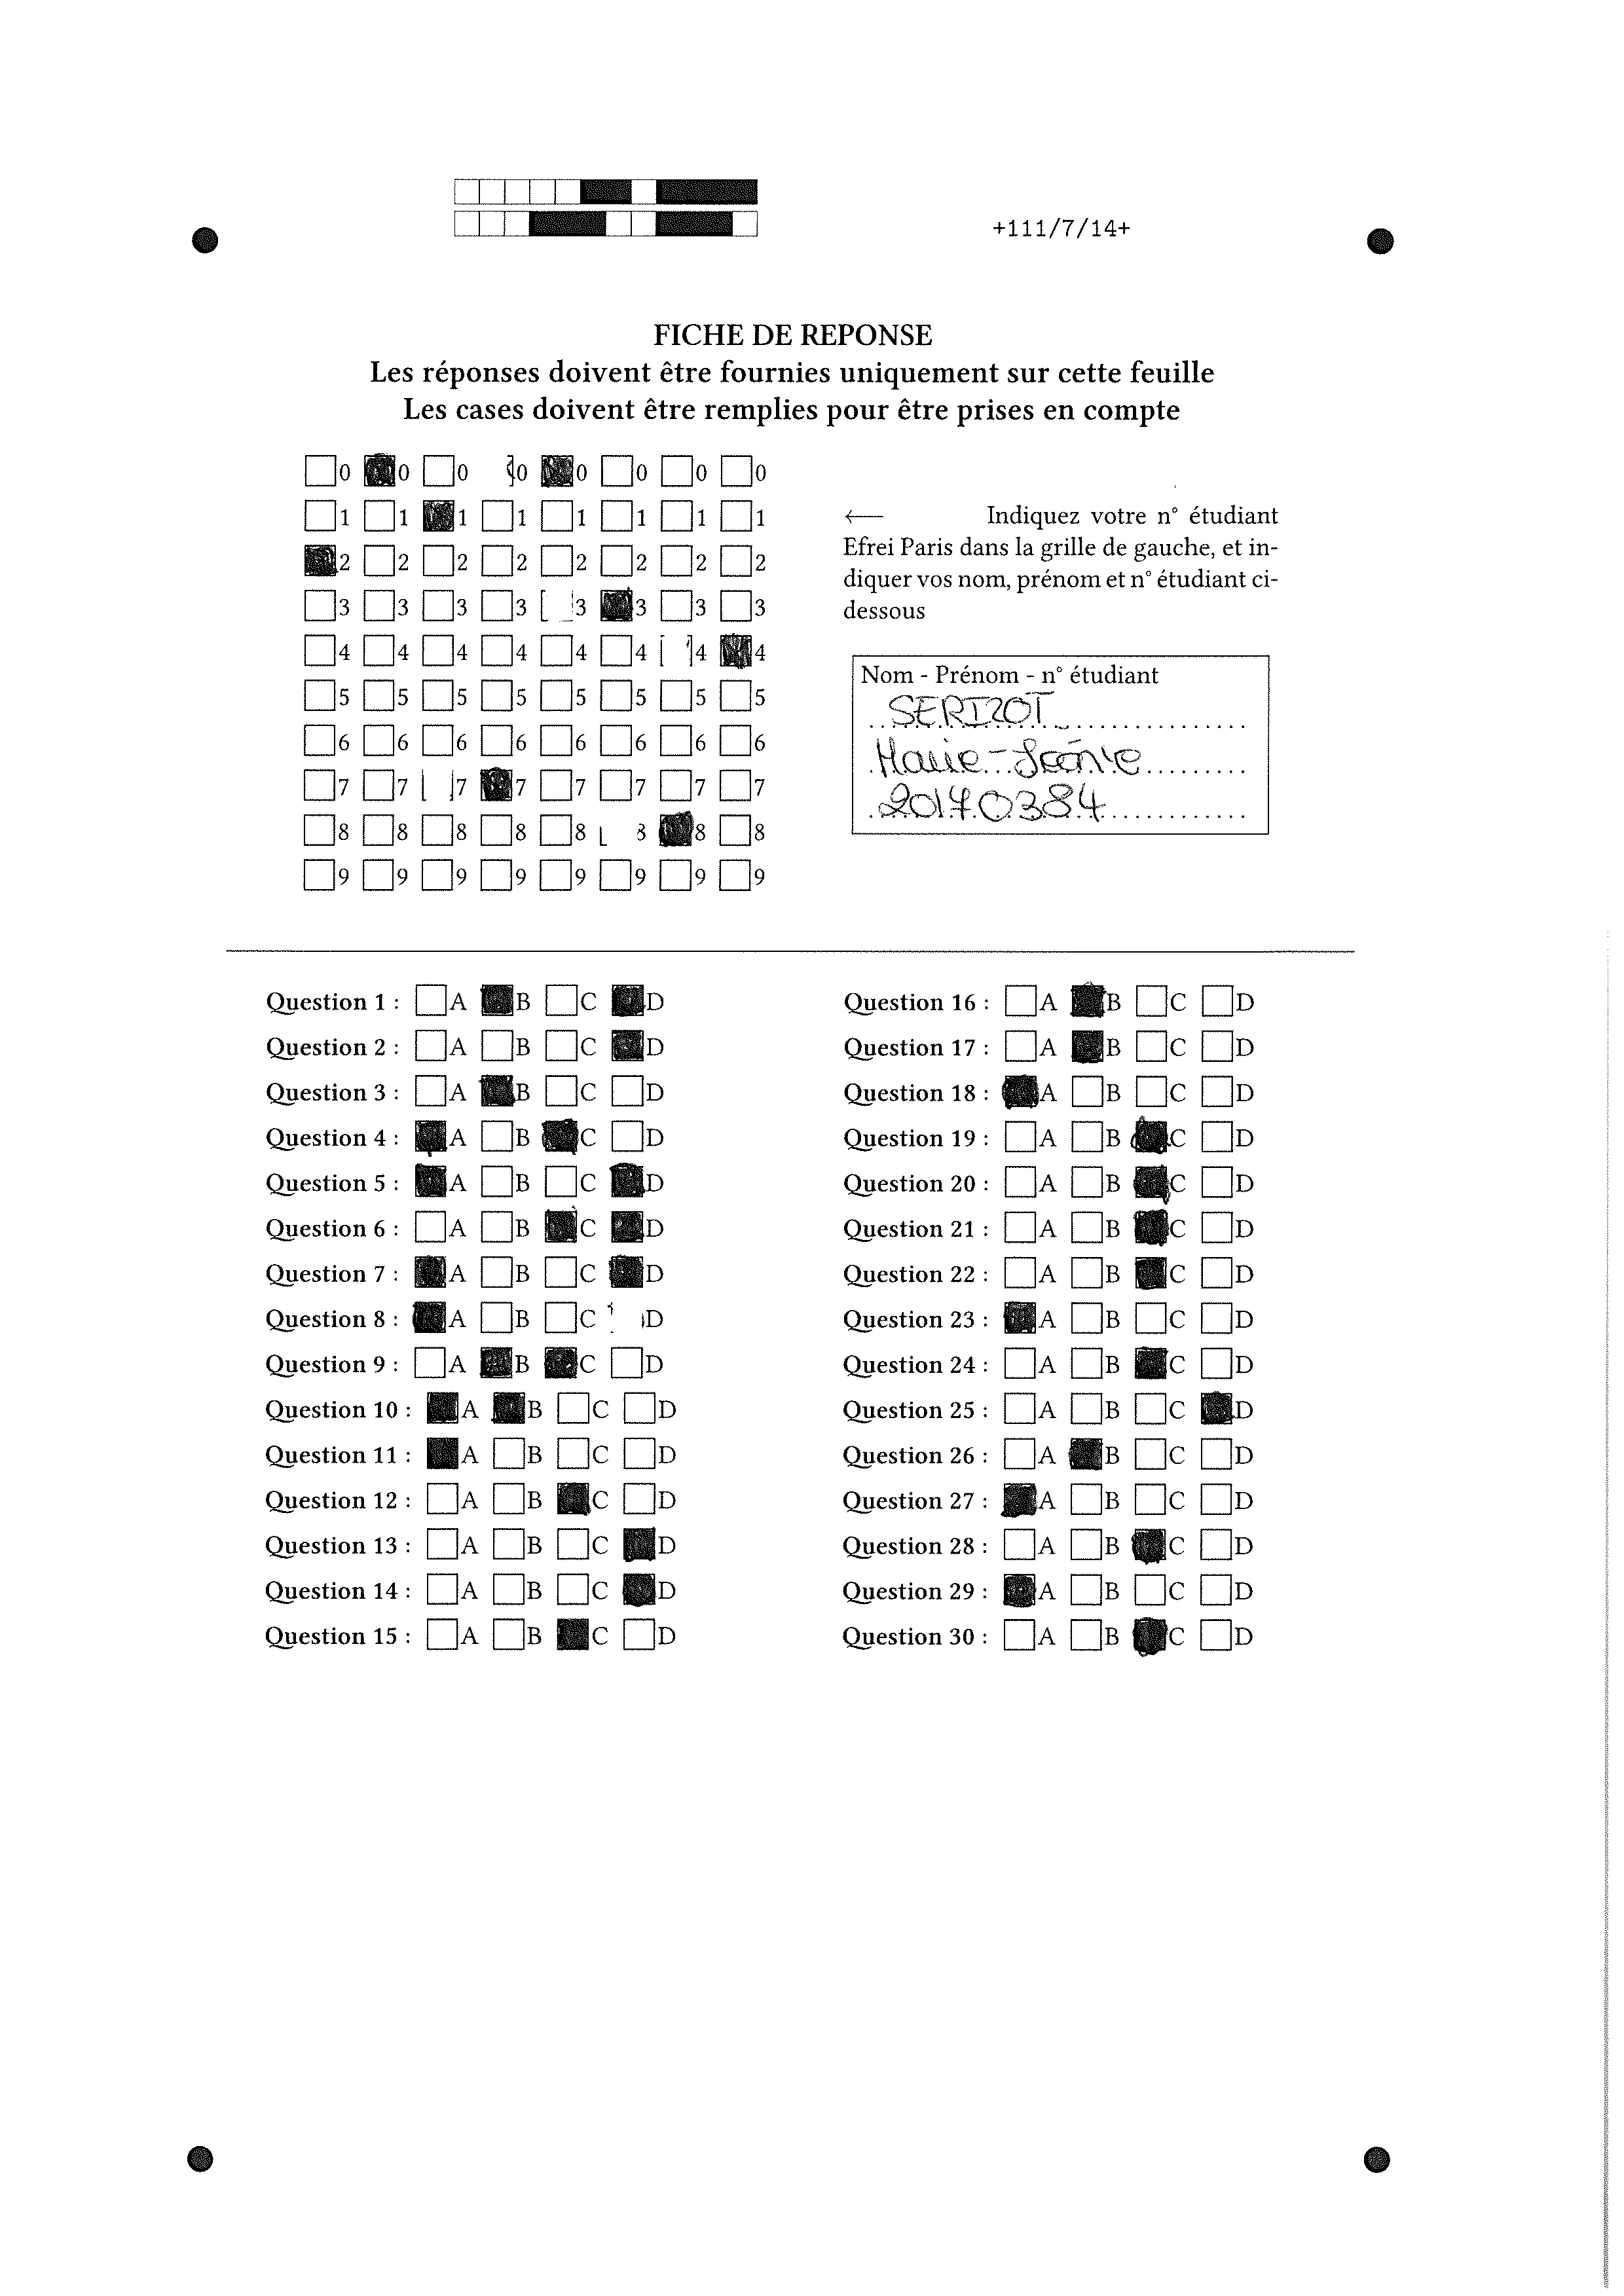 +111/7/14+
FICHE DE REPONSE
Les réponses doivent être fournies uniquement sur cette feuille
Les cases doivent être remplies pour être prises en compte
0 0 0 0 0 0 0 0
1 1 1 1 1 1 1 1
2 2 2 2 2 2 2 2
3 3 3 3 3 3 3 3
4 4 4 4 4 4 4 4
5 5 5 5 5 5 5 5
6 6 6 6 6 6 6 6
7 7 7 7 7 7 7 7
8 8 8 8 8 8 8 8
9 9 9 9 9 9 9 9
← Indiquez votre n° étudiant
Efrei Paris dans la grille de gauche, et in-
diquer vos nom, prénom et n° étudiant ci-
dessous
Nom - Prénom - n° étudiant
SERIZOT
Marie-
20170384
Question 1 : A B C D
Question 2 : A B C D
Question 3 : A B C D
Question 4 : A B C D
Question 5 : A B C D
Question 6 : A B C D
Question 7 : A B C D
Question 8 : A B C D
Question 9 : A B C D
Question 10 : A B C D
Question 11 : A B C D
Question 12 : A B C D
Question 13 : A B C D
Question 14 : A B C D
Question 15 : A B C D
Question 16 : A B C D
Question 17 : A B C D
Question 18 : A B C D
Question 19 : A B C D
Question 20 : A B C D
Question 21 : A B C D
Question 22 : A B C D
Question 23 : A B C D
Question 24 : A B C D
Question 25 : A B C D
Question 26 : A B C D
Question 27 : A B C D
Question 28 : A B C D
Question 29 : A B C D
Question 30 : A B C D